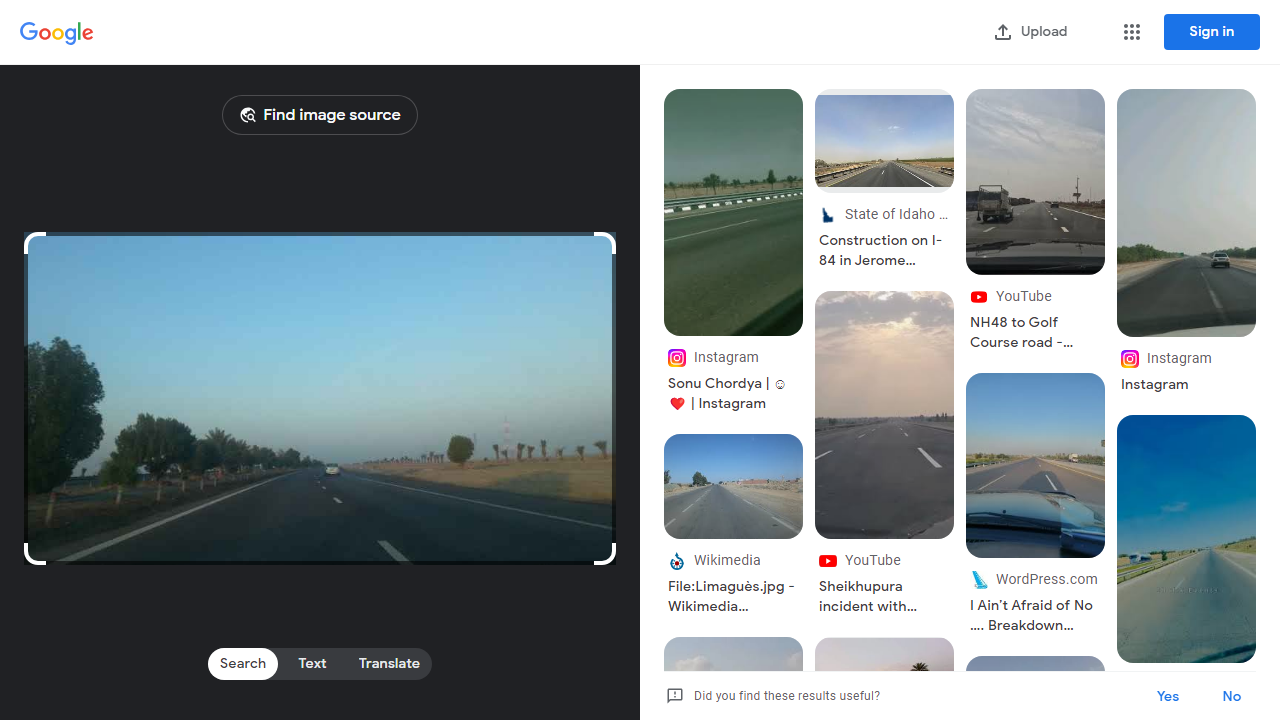 Google
Upload
Sign in
Find image source
Search
Text
Translate
Instagram
Sonu Chordya | ☺
❤️ | Instagram
Wikimedia
File:Limaguès.jpg -
Wikimedia...
State of Idaho ...
Construction on I-
84 in Jerome...
YouTube
Sheikhupura
incident with...
YouTube
NH48 to Golf
Course road -...
WordPress.com
I Ain't Afraid of No
.... Breakdown...
Instagram
Instagram
Did you find these results useful?
Yes
No